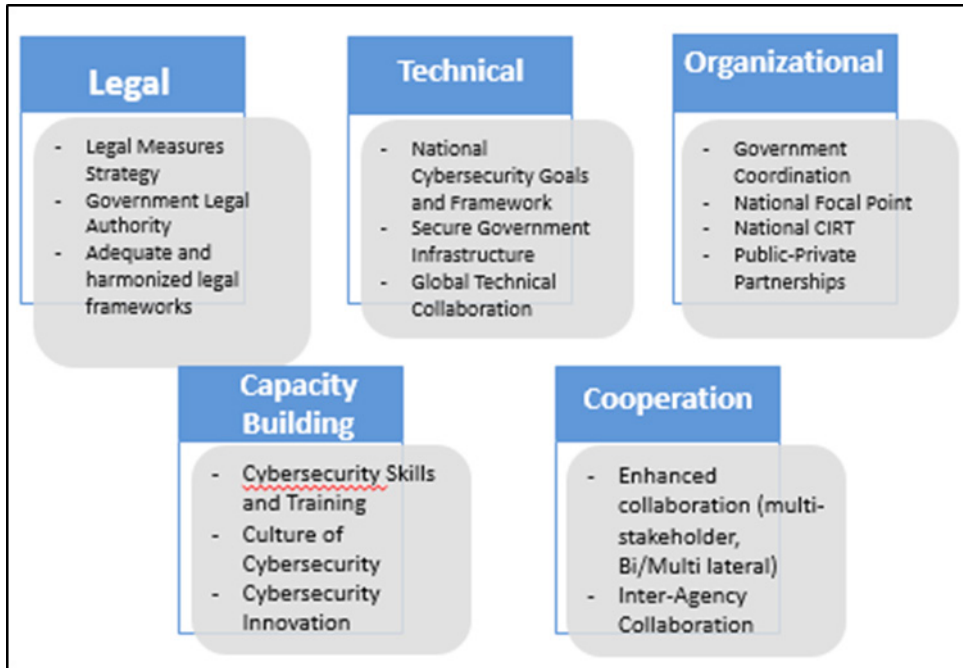 Legal
- Legal Measures
Strategy
- Government Legal
Authority
- Adequate and
harmonized legal
frameworks
Technical
- National
Cybersecurity Goals
and Framework
- Secure Government
Infrastructure
- Global Technical
Collaboration
Organizational
- Government
Coordination
- National Focal Point
- National CIRT
- Public-Private
Partnerships
Capacity
Building
- Cybersecurity Skills
and Training
- Culture of
Cybersecurity
- Cybersecurity
Innovation
Cooperation
- Enhanced
collaboration (multi-
stakeholder,
Bi/Multi lateral)
- Inter-Agency
Collaboration